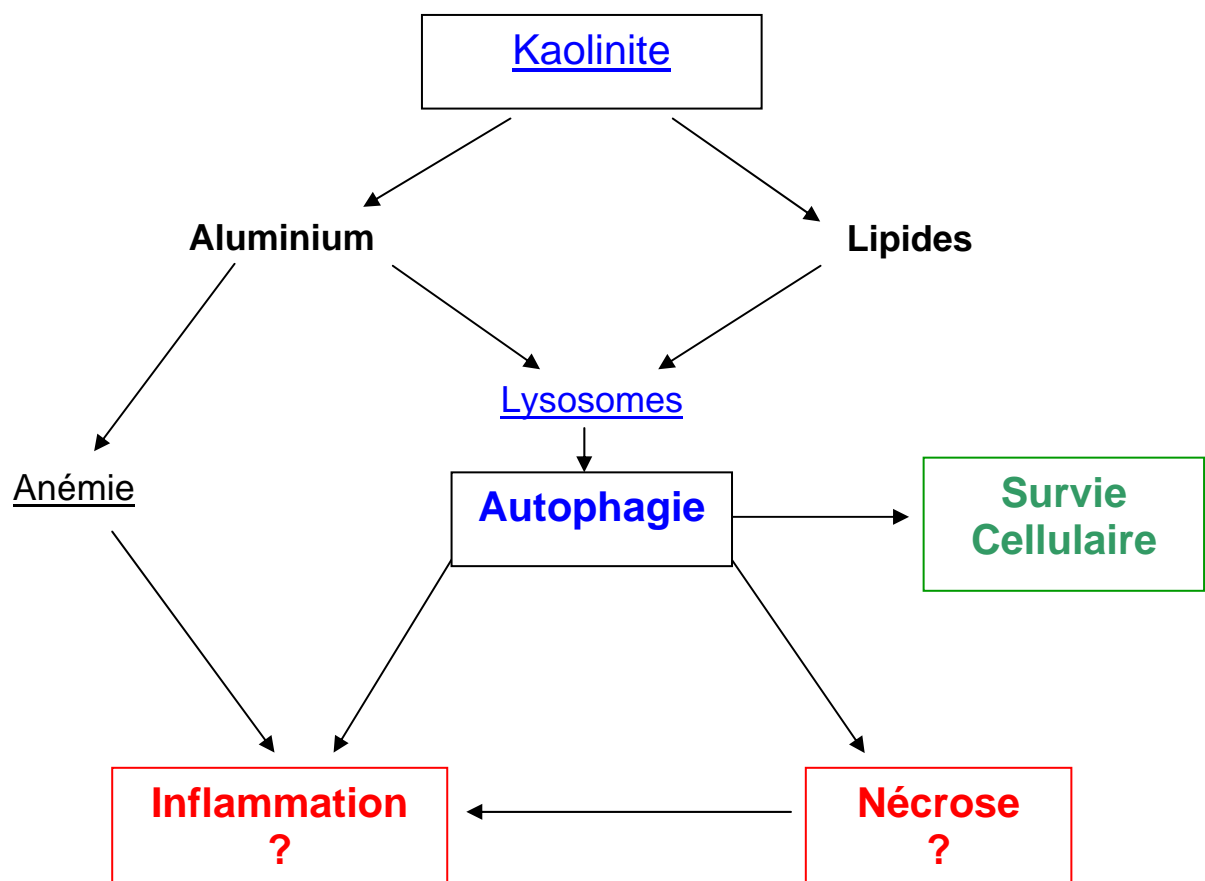 Kaolinite
Aluminium
Lipides
Lysosomes
Anémie
Autophagie
Survie
Cellulaire
Inflammation
?
Nécrose
?